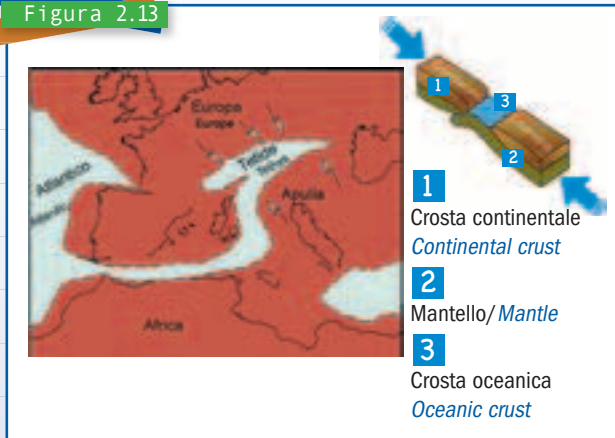 Figura 2.13
Europa
Europe
Atlantico
Atlantic
Tetide
Tethys
Apulia
Africa
1
3
2
1
Crosta continentale
Continental crust
2
Mantello/Mantle
3
Crosta oceanica
Oceanic crust